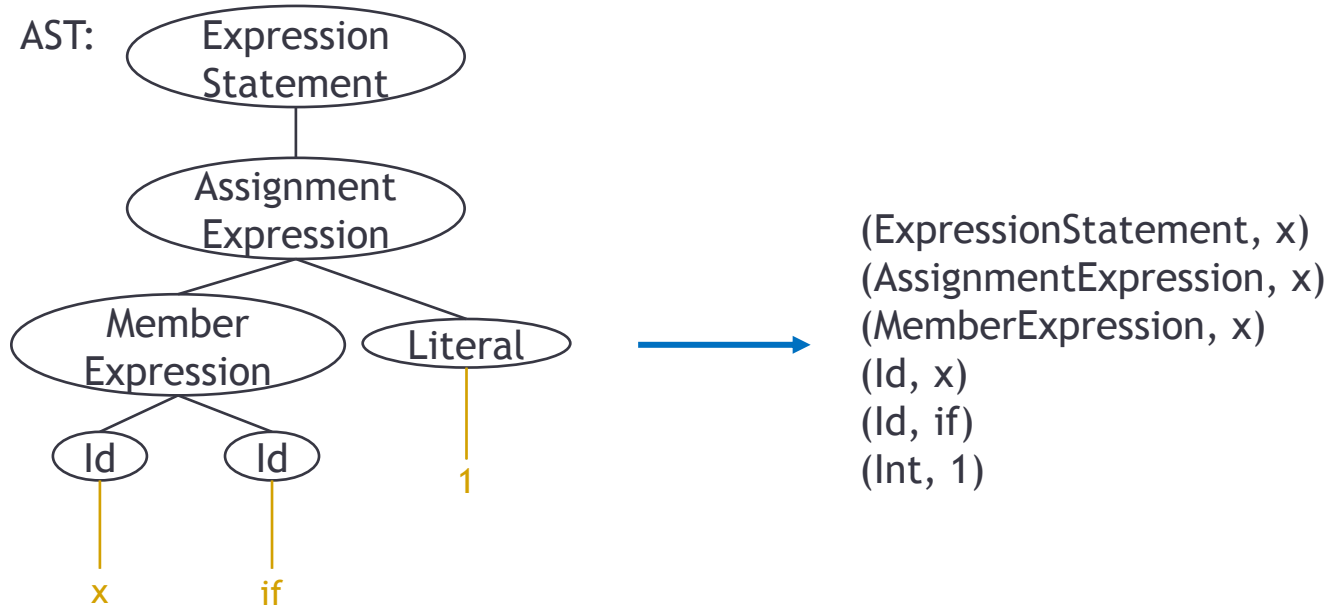 AST:
Expression
Statement
Assignment
Expression
Member
Expression
Literal
Id
Id
1
x
if
(ExpressionStatement, x)
(AssignmentExpression, x)
(MemberExpression, x)
(Id, x)
(Id, if)
(Int, 1)